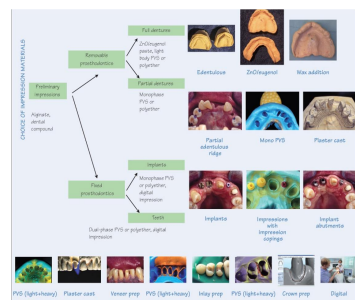 CHOICE OF IMPRESSION MATERIALS
Preliminary
impressions
Alginate,
dental
compound
Removable
prosthodontics
Full dentures
ZnO/eugenol
paste, light
body PVS or
polyether
Partial dentures
Monophase
PVS or
polyether
Fixed
prosthodontics
Implants
Monophase PVS
or polyether,
digital
impression
Teeth
Dual phase PVS or polyether, digital
impression
Edentulous
ZnO/eugenol
Wax addition
Partial
edentulous
ridge
Mono PVS
Plaster cast
Implants
Impressions
with
impression
copings
Implant
abutments
PVS (light+heavy)
Plaster cast
Veneer prep
PVS (light+heavy)
Inlay prep
PVS (light+heavy)
Crown prep
Digital